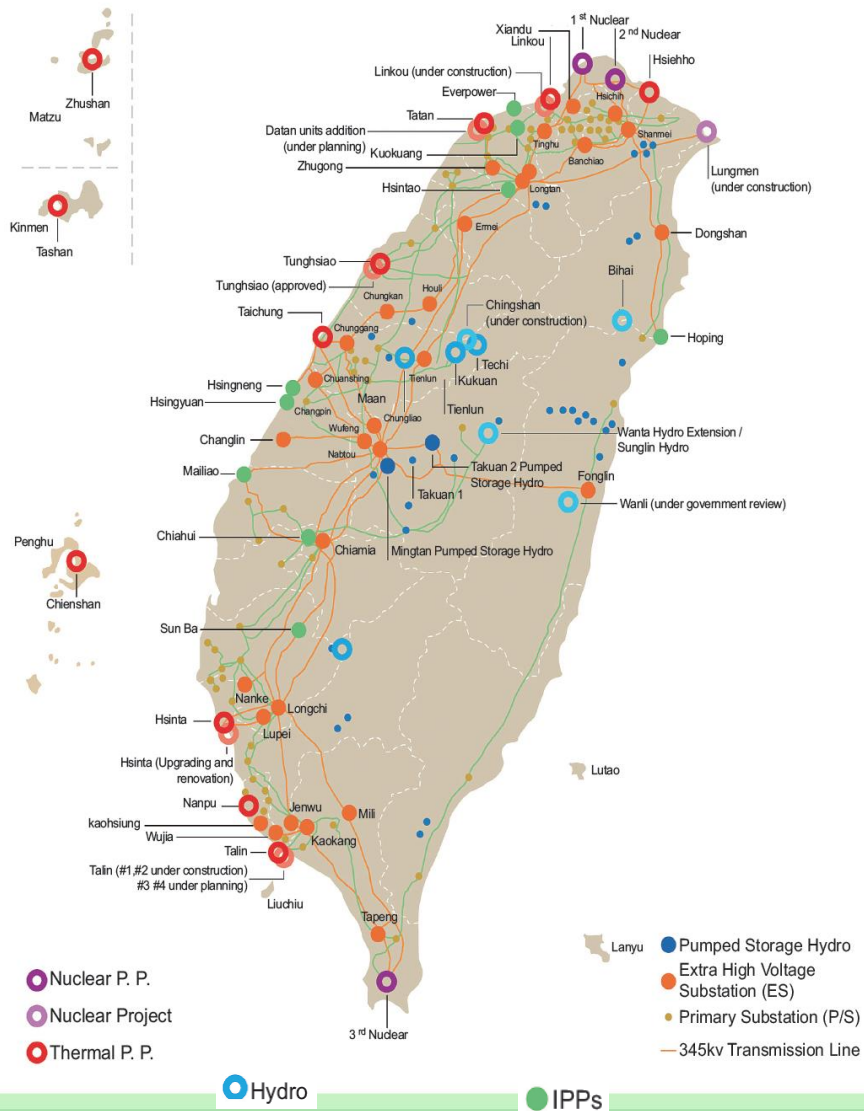 1 st Nuclear
2 nd Nuclear
Xiandu
Linkou
Hsiehho
Linkou (under construction)
Hsichih
Everpower
Tatan
Zhushan
Matzu
Datan units addition
(under planning)
Kuokuang
Tinghu
Shanmei
Banchiao
Zhugong
Lungmen
(under construction)
Hsintao
Longtan
Kinmen
Tashan
Ermei
Dongshan
Tunghsiao
Tunghsiao (approved)
Bihai
Houli
Chungkan
Chingshan
(under construction)
Taichung
Chunggang
Hoping
Techi
Kukuan
Tienlun
Chuanshing
Hsingneng
Maan
Tienlun
Hsingyuan
Changpin
Chungliao
Wufeng
Changlin
Nabtou
Wanta Hydro Extension /
Sunglin Hydro
Takuan 2 Pumped
Storage Hydro
Fonglin
Mailiao
Takuan 1
Wanli (under government review)
Chiahui
Chiamia
Mingtan Pumped Storage Hydro
Penghu
Chienshan
Sun Ba
Nanke
Longchi
Hsinta
Lupei
Hsinta (Upgrading and
renovation)
Lutao
Nanpu
Jenwu
Mili
kaohsiung
Wujia
Kaokang
Talin
Talin (#1,#2 under construction)
#3 #4 under planning)
Liuchiu
Tapeng
Lanyu
3 rd Nuclear
Nuclear P. P.
Nuclear Project
Thermal P. P.
Pumped Storage Hydro
Extra High Voltage
Substation (ES)
Primary Substation (P/S)
345kv Transmission Line
Hydro
IPPs